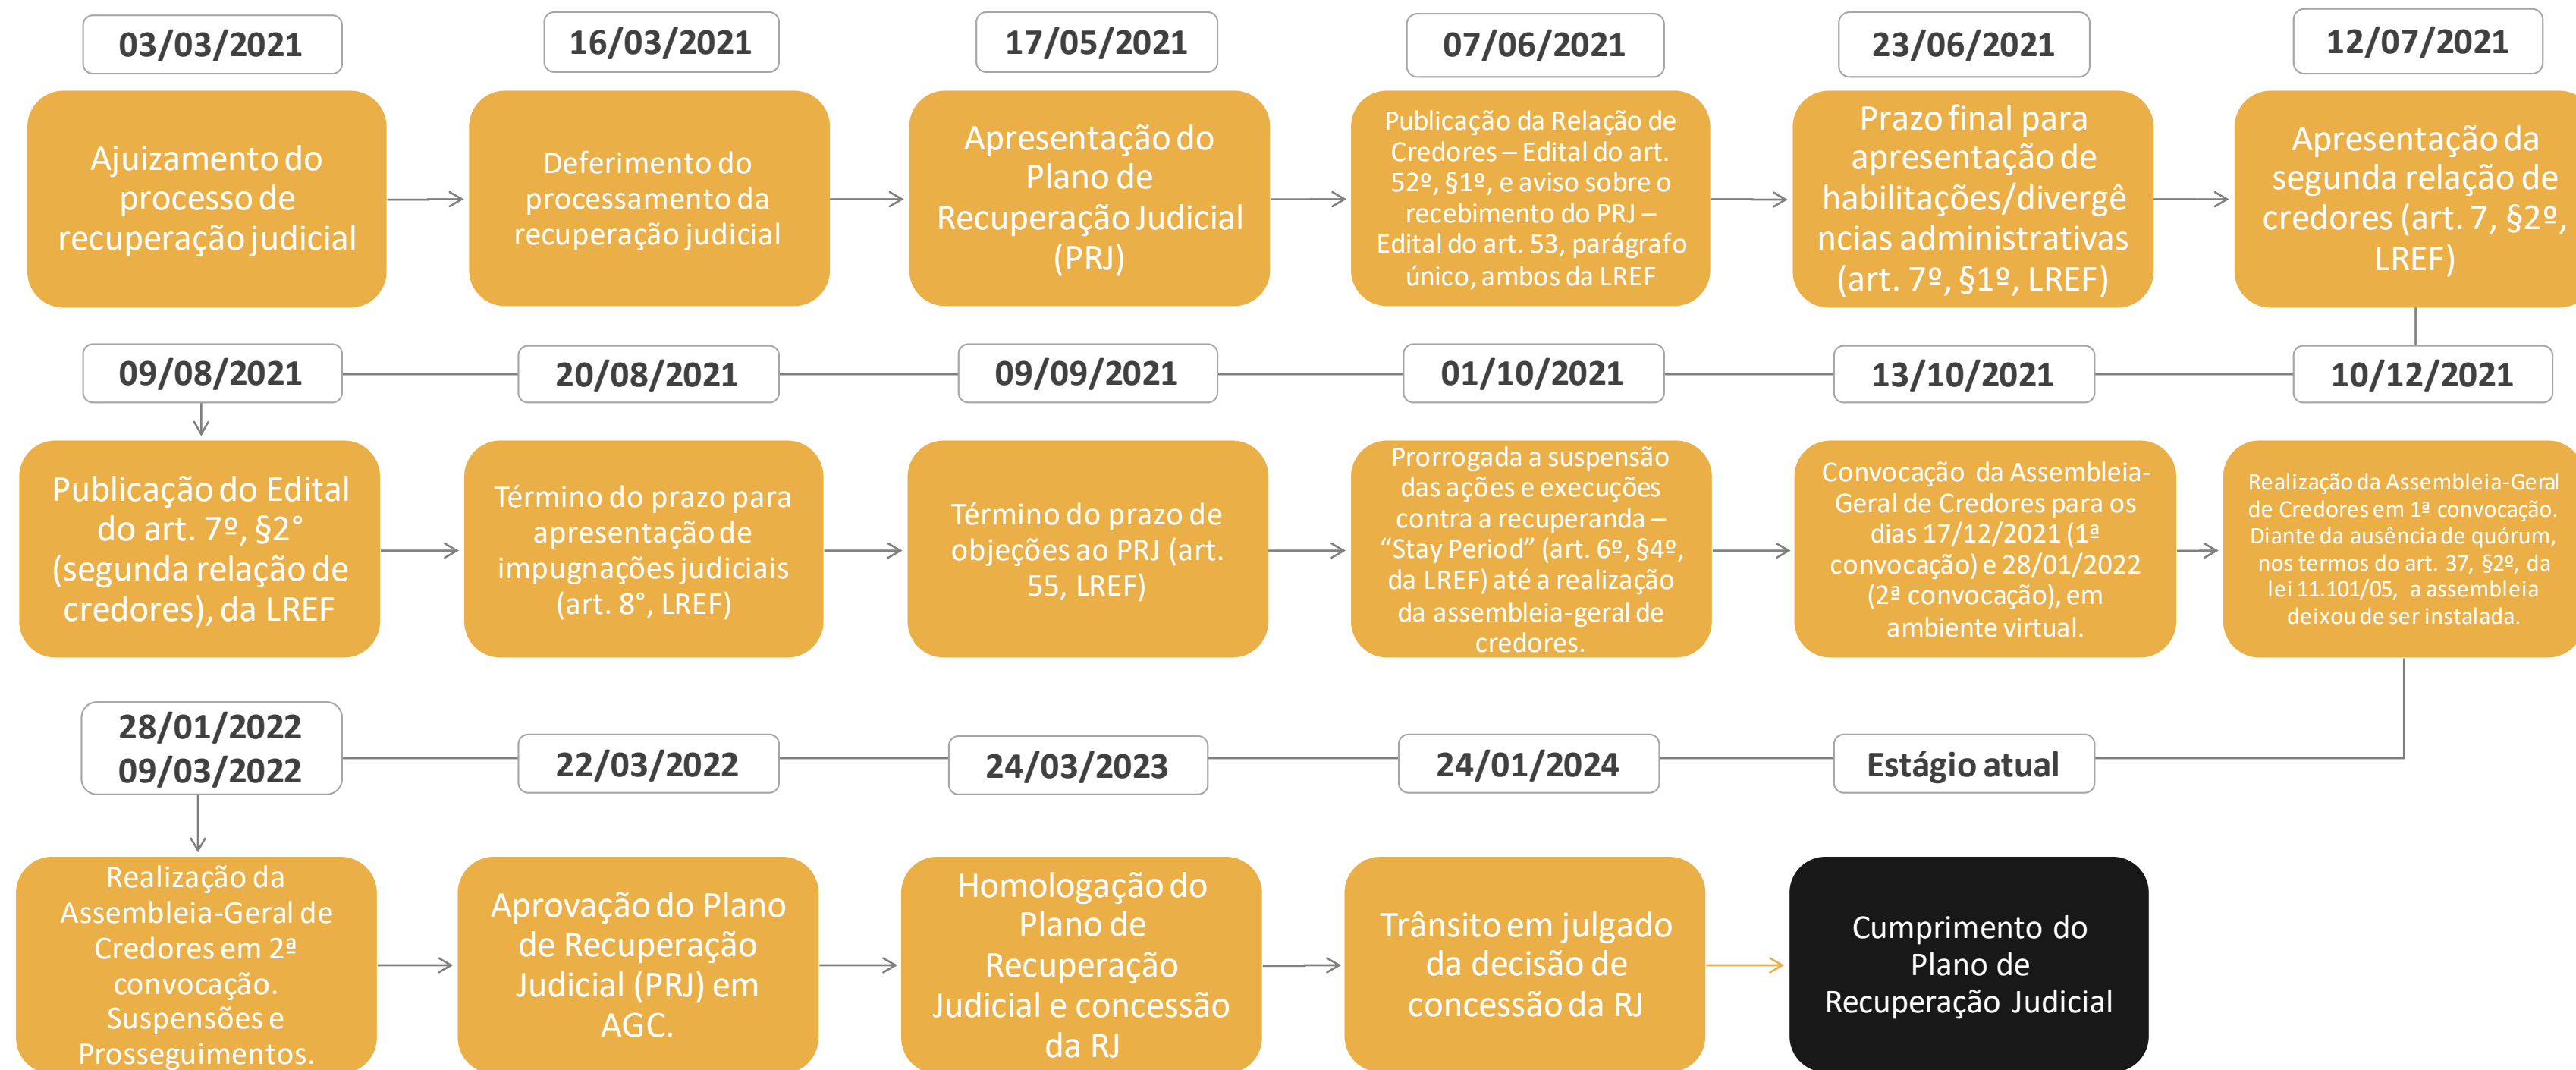 03/03/2021
Ajuizamento do
processo de
recuperação judicial
16/03/2021
Deferimento do
processamento da
recuperação judicial
17/05/2021
Apresentação do
Plano de
Recuperação Judicial
(PRJ)
07/06/2021
Publicação da Relação de
Credores – Edital do art.
52º, §1º, e aviso sobre o
recebimento do PRJ –
Edital do art. 53, parágrafo
único, ambos da LREF
23/06/2021
Prazo final para
apresentação de
habilitações/divergê
ncias administrativas
(art. 7º, §1º, LREF)
12/07/2021
Apresentação da
segunda relação de
credores (art. 7, §2º,
LREF)
09/08/2021
Publicação do Edital
do art. 7º, §2°
(segunda relação de
credores), da LREF
20/08/2021
Término do prazo para
apresentação de
impugnações judiciais
(art. 8°, LREF)
09/09/2021
Término do prazo de
objeções ao PRJ (art.
55, LREF)
01/10/2021
Prorrogada a suspensão
das ações e execuções
contra a recuperanda –
“Stay Period” (art. 6º, §4º,
da LREF) até a realização
da assembleia-geral de
credores.
13/10/2021
Convocação da Assembleia-
Geral de Credores para os
dias 17/12/2021 (1ª
convocação) e 28/01/2022
(2ª convocação), em
ambiente virtual.
10/12/2021
Realização da Assembleia-Geral
de Credores em 1ª convocação.
Diante da ausência de quórum,
nos termos do art. 37, §2º, da
lei 11.101/05, a assembleia
deixou de ser instalada.
28/01/2022
09/03/2022
Realização da
Assembleia-Geral de
Credores em 2ª
convocação.
Suspensões e
Prosseguimentos.
22/03/2022
Aprovação do Plano
de Recuperação
Judicial (PRJ) em
AGC.
24/03/2023
Homologação do
Plano de
Recuperação
Judicial e concessão
da RJ
24/01/2024
Trânsito em julgado
da decisão de
concessão da RJ
Estágio atual
Cumprimento do
Plano de
Recuperação Judicial